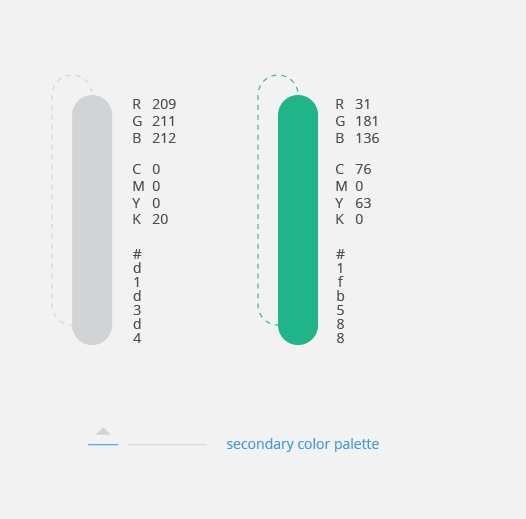 R 209
G 211
B 212
C 0
M 0
Y 0
K 20
#
d
1
d
3
d
4
R 31
G 181
B 136
C 76
M 0
Y 63
K 0
#
1
f
b
5
8
8
secondary color palette